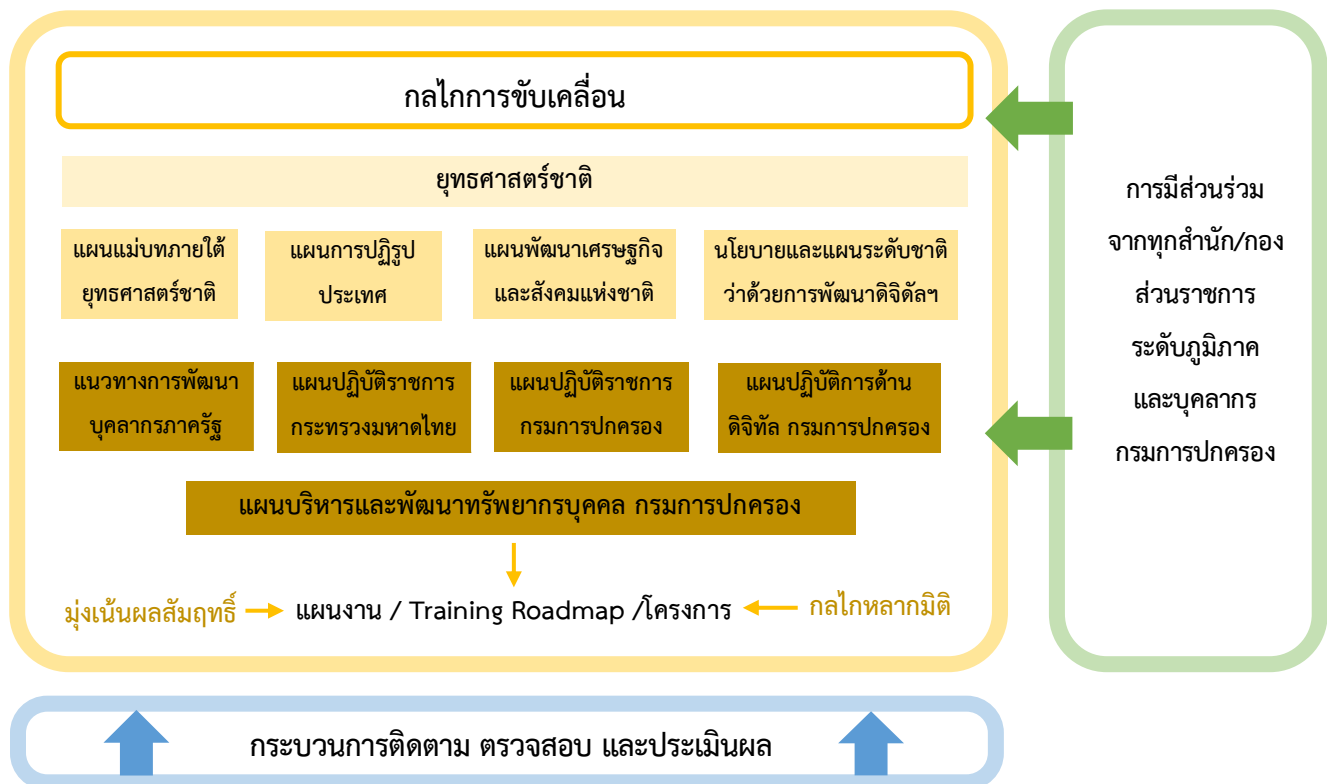 กลไกการขับเคลื่อน
ยุทธศาสตร์ชาติ
แผนแม่บทภายใต้
ยุทธศาสตร์ชาติ
แผนการปฏิรูป
ประเทศ
แผนพัฒนาเศรษฐกิจ
และสังคมแห่งชาติ
นโยบายและแผนระดับชาติ
ว่าด้วยการพัฒนาดิจิดัลฯ
แนวทางการพัฒนา
บุคลากรภาครัฐ
แผนปฏิบัติราชการ
กระทรวงมหาดไทย
แผนปฏิบัติราชการ
กรมการปกครอง
แผนปฏิบัติการด้าน
ดิจิทัล กรมการปกครอง
แผนบริหารและพัฒนาทรัพยากรบุคคล กรมการปกครอง
มุ่งเน้นผลสัมฤทธิ์
แผนงาน / Training Roadmap /โครงการ
กลไกหลากมิติ
การมีส่วนร่วม
จากทุกสำนัก/กอง
ส่วนราชการ
ระดับภูมิภาค
และบุคลากร
กรมการปกครอง
กระบวนการติดตาม ตรวจสอบ และประเมินผล